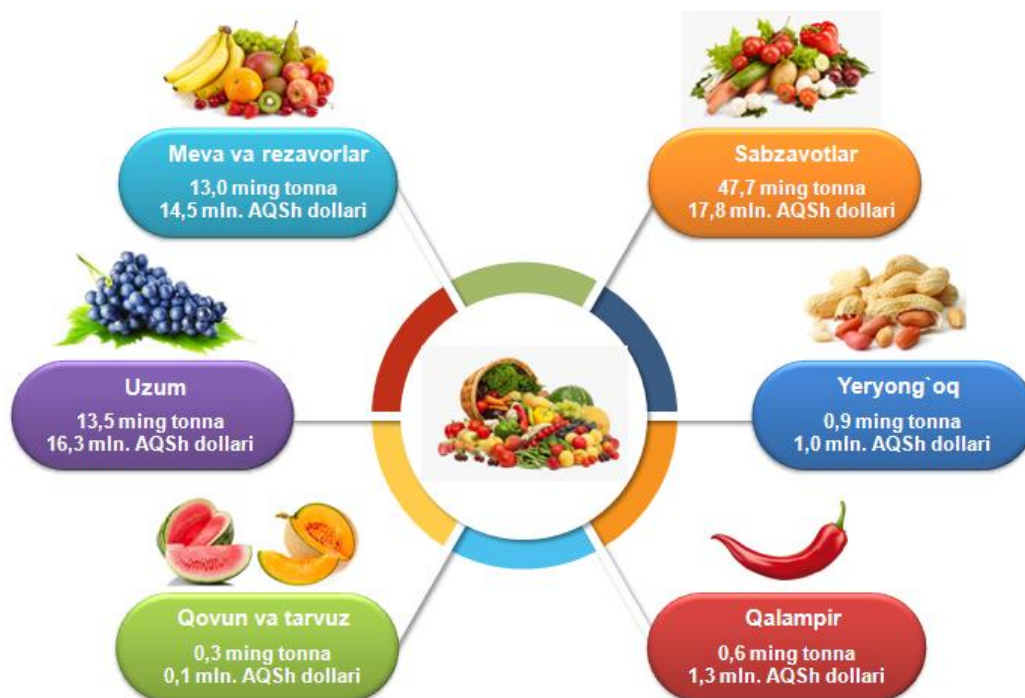 Meva va rezavorlar
13,0 ming tonna
14,5 mln. AQSh dollari
Sabzavotlar
47,7 ming tonna
17,8 mln. AQSh dollari
Uzum
13,5 ming tonna
16,3 mln. AQSh dollari
Yeryong`oq
0,9 ming tonna
1,0 mln. AQSh dollari
Qovun va tarvuz
0,3 ming tonna
0,1 mln. AQSh dollari
Qalampir
0,6 ming tonna
1,3 mln. AQSh dollari